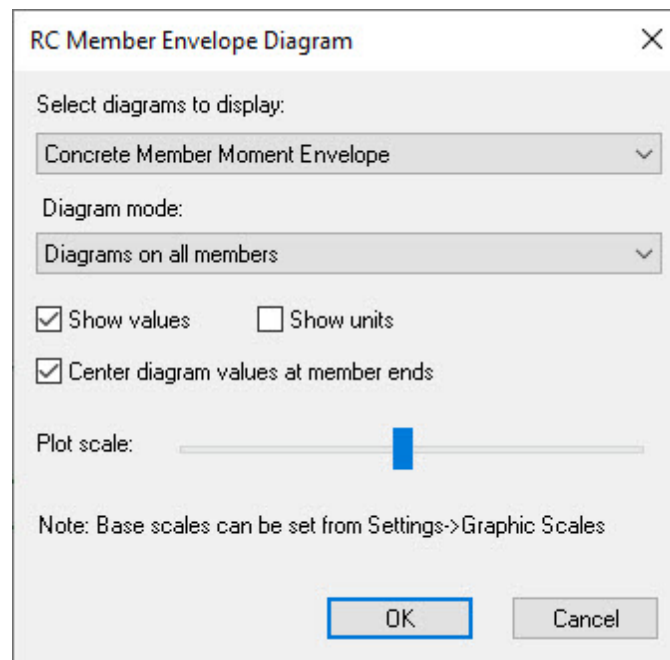 RC Member Envelope Diagram
Select diagrams to display:
Concrete Member Moment Envelope
Diagram mode:
Diagrams on all members
Show values Show units
Center diagram values at member ends
Plot scale:
Note: Base scales can be set from Settings->Graphic Scales
OK Cancel